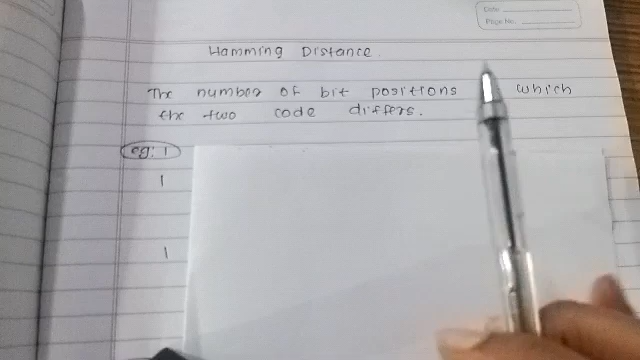 Date
Page No.
Hamming Distance.
The number of bit positions which
the two code differs.
eg: 1
1
1